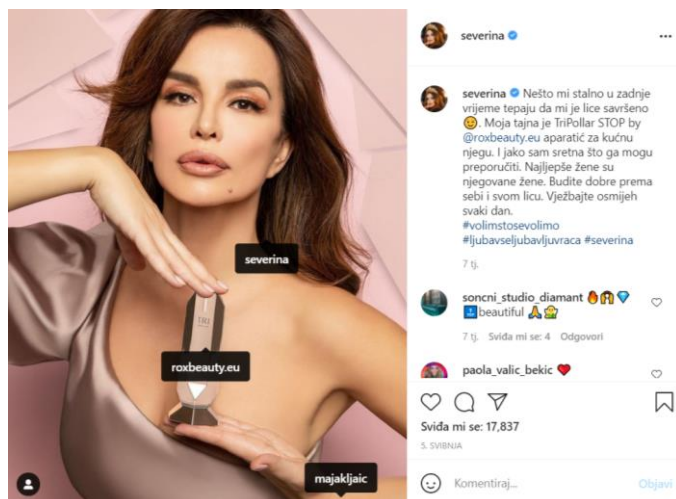 severina
severina Nešto mi stalno u zadnje
vrijeme tepaju da mi je lice savršeno
😉. Moja tajna je TriPollar STOP by
@roxbeauty.eu aparatić za kućnu
njegu. I jako sam sretna što ga mogu
preporučiti. Najljepše žene su
njegovane žene. Budite dobre prema
sebi i svom licu. Vježbajte osmijeh
svaki dan.
#volimstosevolimo
#ljubavseljubavljuvraca #severina
7 tj.
severina
roxbeauty.eu
majakljaic
soncni_studio_diamant
beautiful
7 tj. Sviđa mi se: 4 Odgovori
paola_valic_bekic
Sviđa mi se: 17,837
5. SVIBNJA
Komentiraj...
Objavi